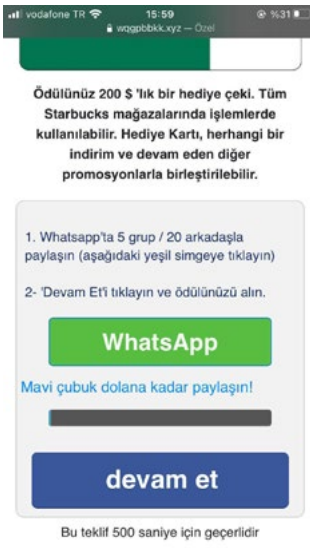 vodafone TR 15:59 %31
wqgpbbkk.xyz — Özel
Ödülünüz 200 $ 'lık bir hediye çeki. Tüm
Starbucks mağazalarında işlemlerde
kullanılabilir. Hediye Kartı, herhangi bir
indirim ve devam eden diğer
promosyonlarla birleştirilebilir.
1. Whatsapp'ta 5 grup / 20 arkadaşla
paylaşın (aşağıdaki yeşil simgeye tıklayın)
2- 'Devam Et'i tıklayın ve ödülünüzü alın.
WhatsApp
Mavi çubuk dolana kadar paylaşın!
devam et
Bu teklif 500 saniye için geçerlidir